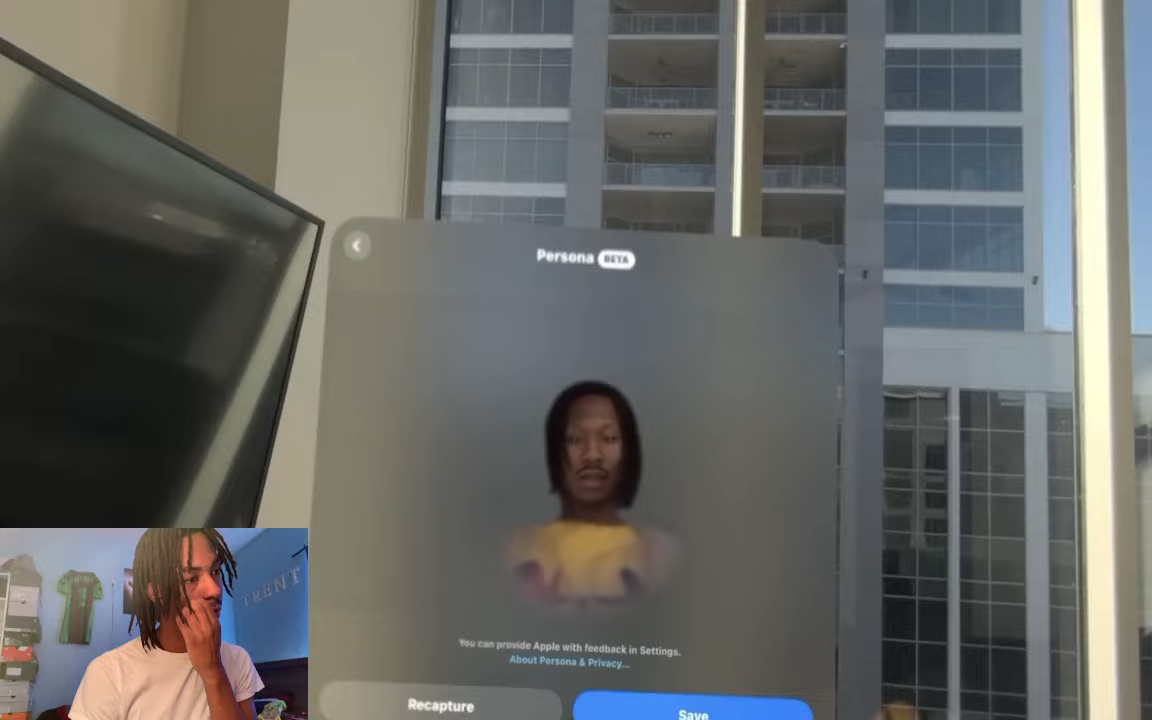 Persona BETA
You can provide Apple with feedback in Settings.
About Persona & Privacy...
Recapture
Save
TRENT